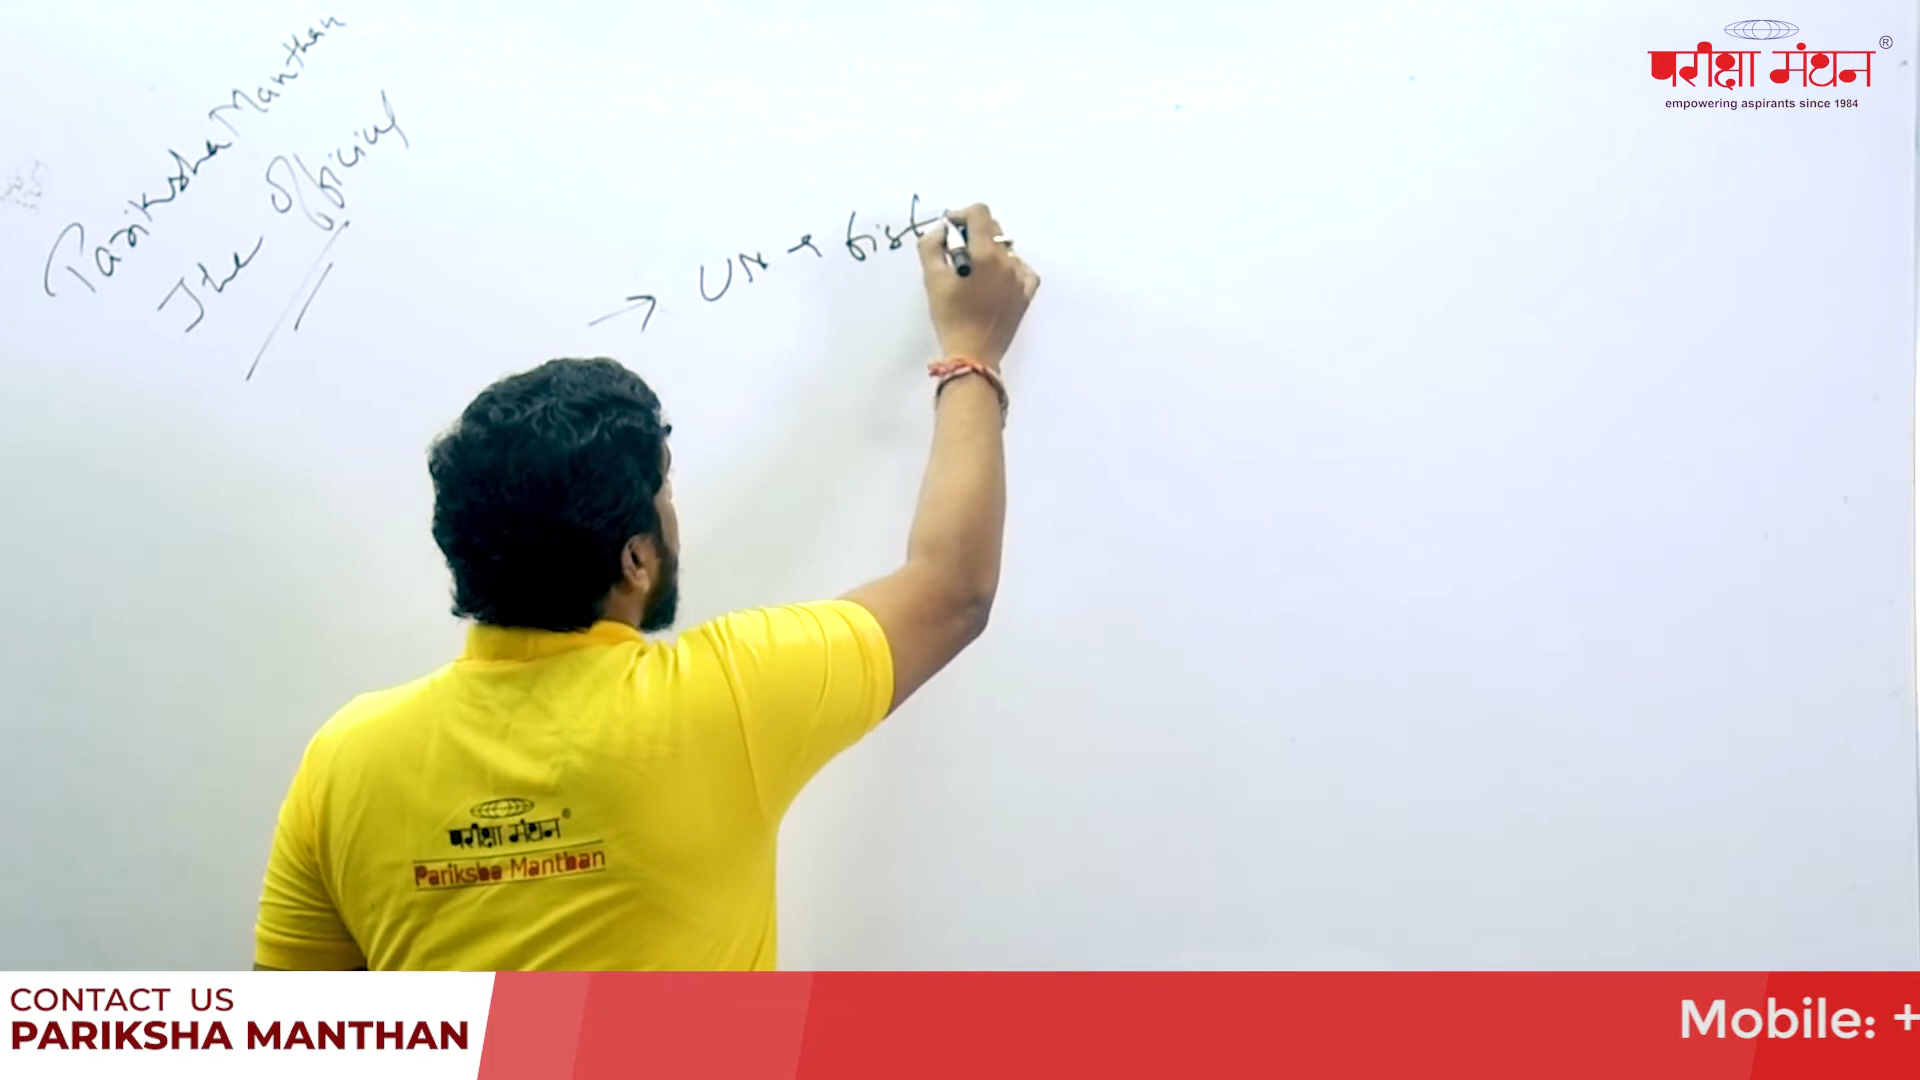 Pariksha Manthan
The Official
→ Un
परीक्षा मंथन ®
empowering aspirants since 1984
परीक्षा मंथन ®
Pariksha Manthan
CONTACT US
PARIKSHA MANTHAN
Mobile: +